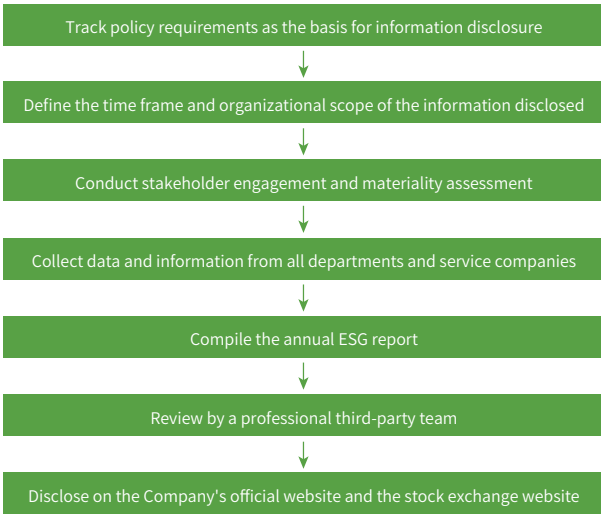 Track policy requirements as the basis for information disclosure
Define the time frame and organizational scope of the information disclosed
Conduct stakeholder engagement and materiality assessment
Collect data and information from all departments and service companies
Compile the annual ESG report
Review by a professional third-party team
Disclose on the Company's official website and the stock exchange website